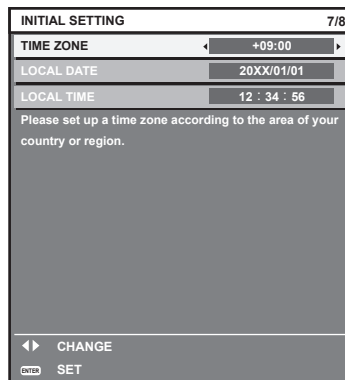 INITIAL SETTING 7/8
TIME ZONE +09:00
LOCAL DATE 20XX/01/01
LOCAL TIME 12 : 34 : 56
Please set up a time zone according to the area of your
country or region.
CHANGE
ENTER SET